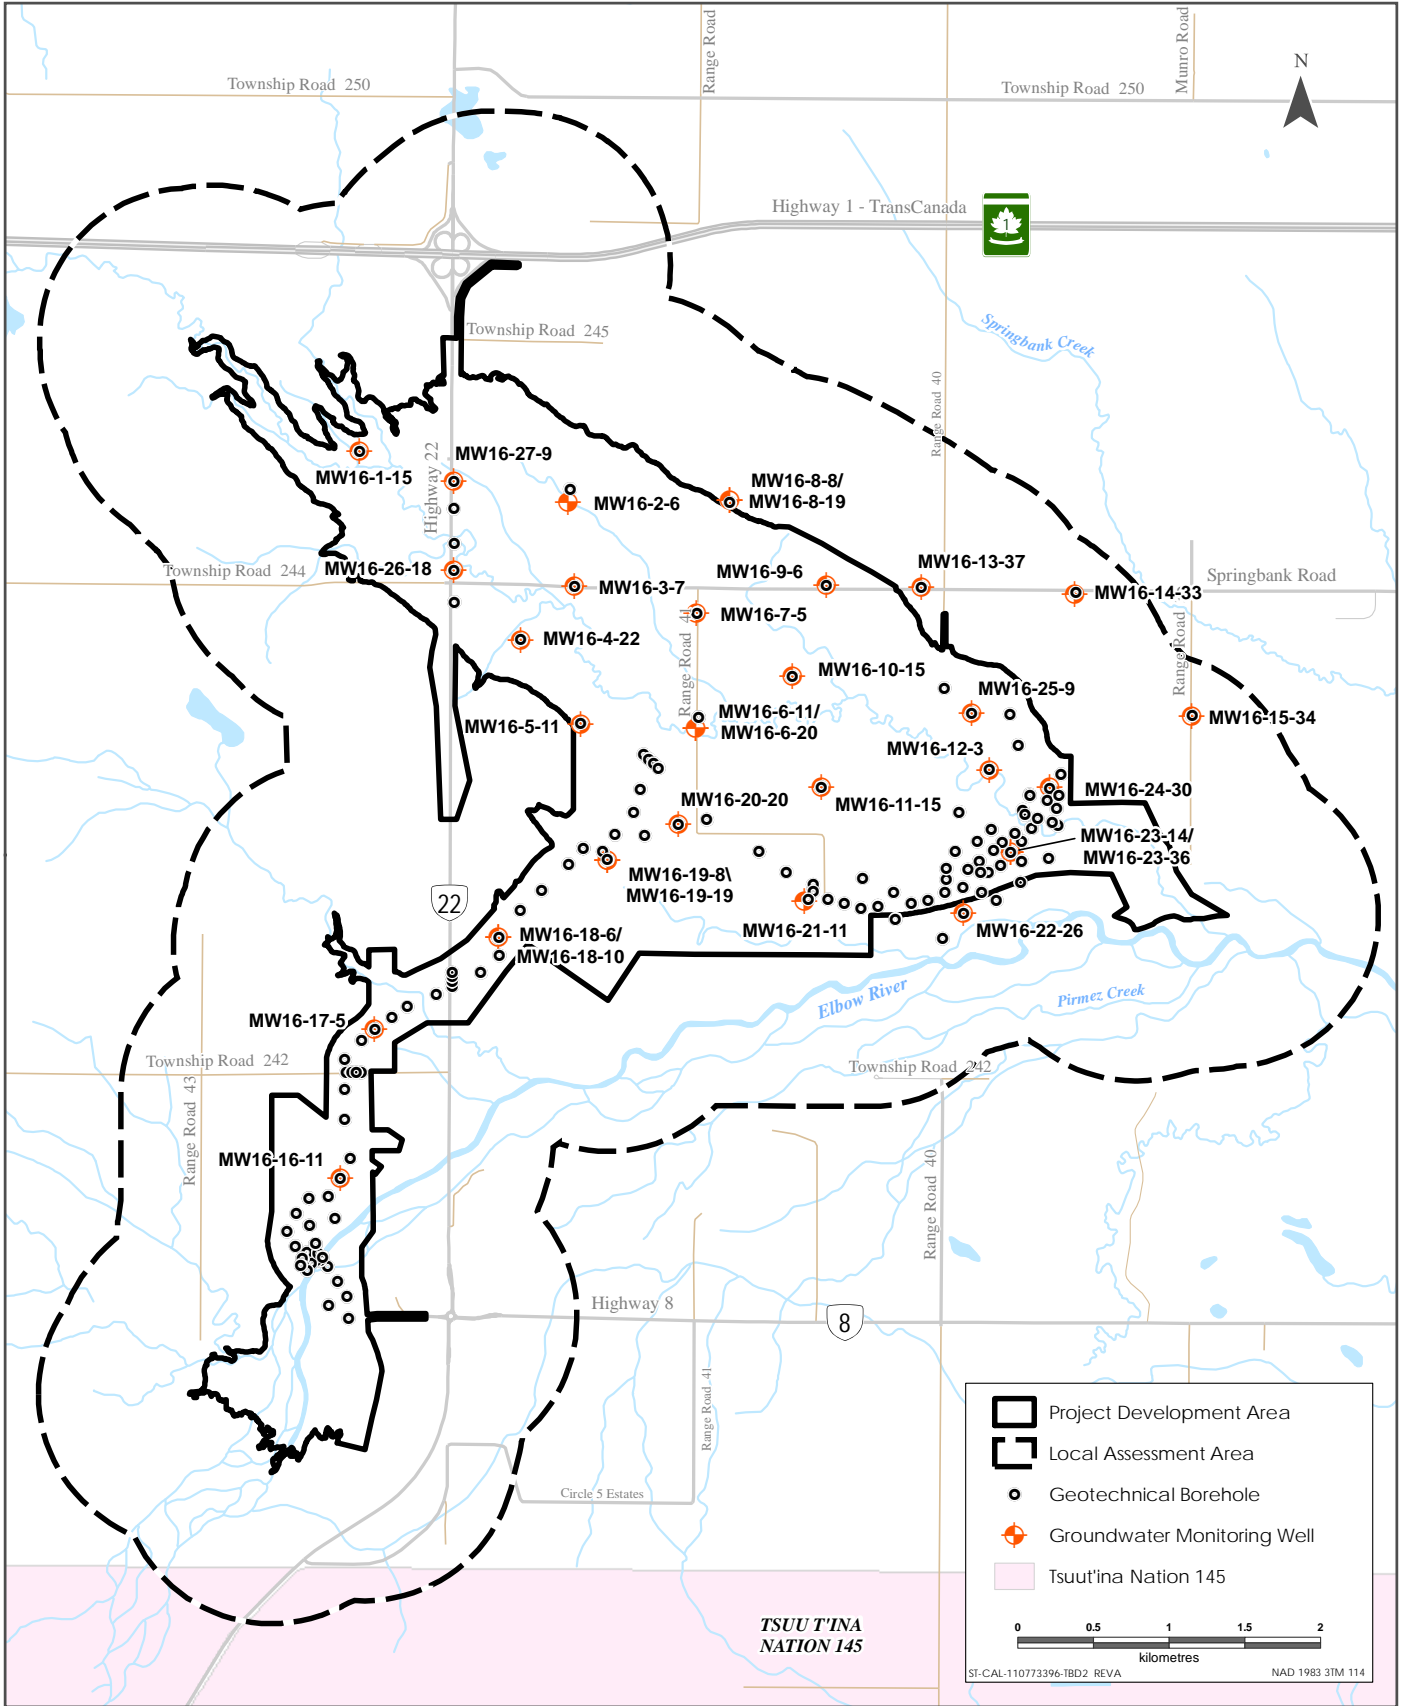 Township Road 250
Range Road
Township Road 250
Munro Road
N
Highway 1 - TransCanada
1
Springbank Creek
Township Road 245
Range Road 40
Highway 22
MW16-1-15
MW16-27-9
MW16-2-6
MW16-8-8/
MW16-8-19
Township Road 244
MW16-26-18
MW16-3-7
MW16-9-6
MW16-13-37
MW16-14-33
Springbank Road
MW16-7-5
Range Road 41
MW16-4-22
MW16-10-15
Range Road
MW16-25-9
MW16-5-11
MW16-6-11/
MW16-6-20
MW16-15-34
MW16-12-3
MW16-20-20
MW16-11-15
MW16-24-30
MW16-23-14/
MW16-23-36
MW16-19-8\
MW16-19-19
22
MW16-18-6/
MW16-18-10
MW16-21-11
MW16-22-26
Elbow River
Pirmez Creek
MW16-17-5
Township Road 242
Township Road 242
Range Road 43
MW16-16-11
Range Road 40
Highway 8
8
Range Road 41
Circle 5 Estates
TSUU T'INA
NATION 145
Project Development Area
Local Assessment Area
Geotechnical Borehole
Groundwater Monitoring Well
Tsuut'ina Nation 145
0 0.5 1 1.5 2
kilometres
ST-CAL-110773396-TBD2 REVA
NAD 1983 3TM 114